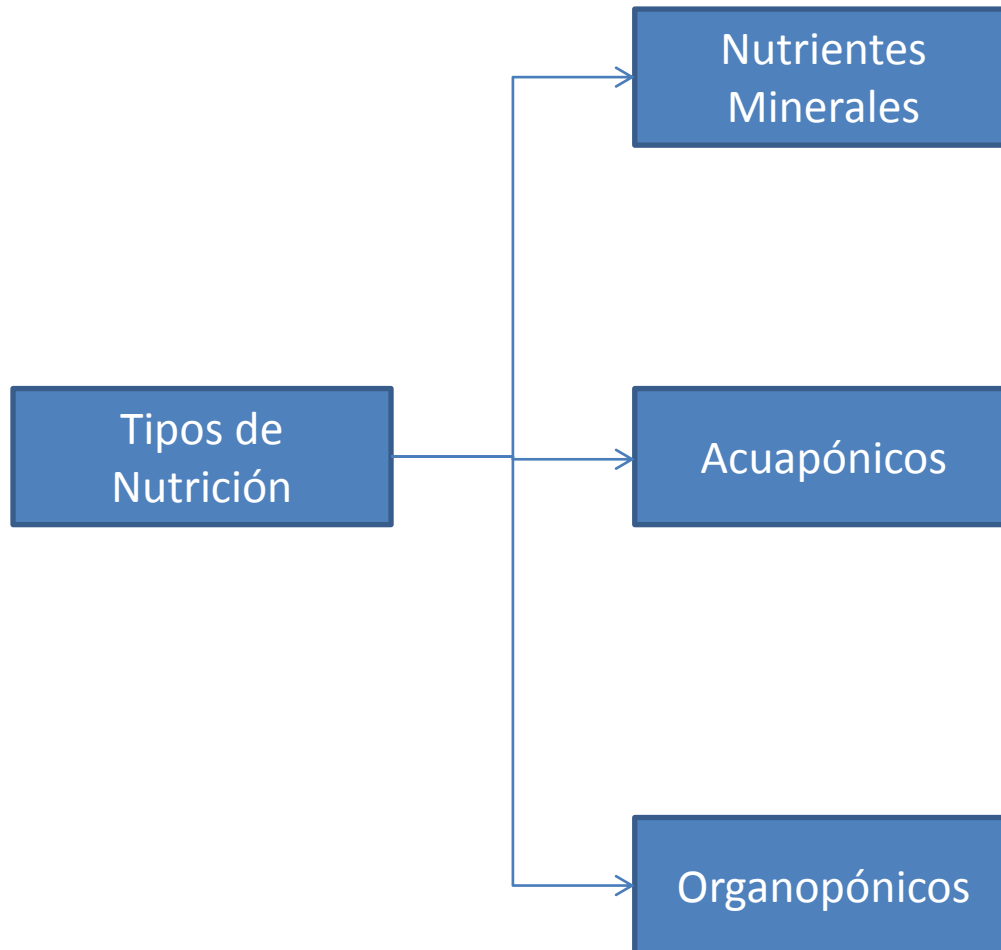 Nutrientes
Minerales
Tipos de
Nutrición
Acuapónicos
Organopónicos